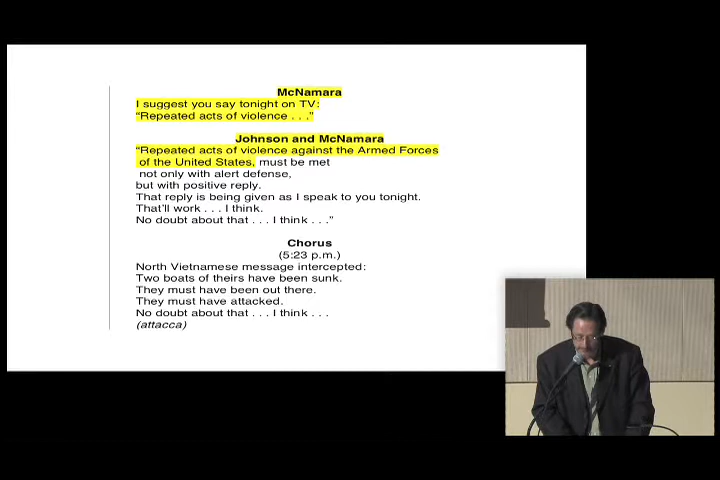 McNamara
I suggest you say tonight on TV:
“Repeated acts of violence . . .”
Johnson and McNamara
“Repeated acts of violence against the Armed Forces
of the United States, must be met
not only with alert defense,
but with positive reply.
That reply is being given as I speak to you tonight.
That’ll work . . . I think.
No doubt about that . . . I think . . .”
Chorus
(5:23 p.m.)
North Vietnamese message intercepted:
Two boats of theirs have been sunk.
They must have been out there.
They must have attacked.
No doubt about that . . . I think . . .
(attacca)